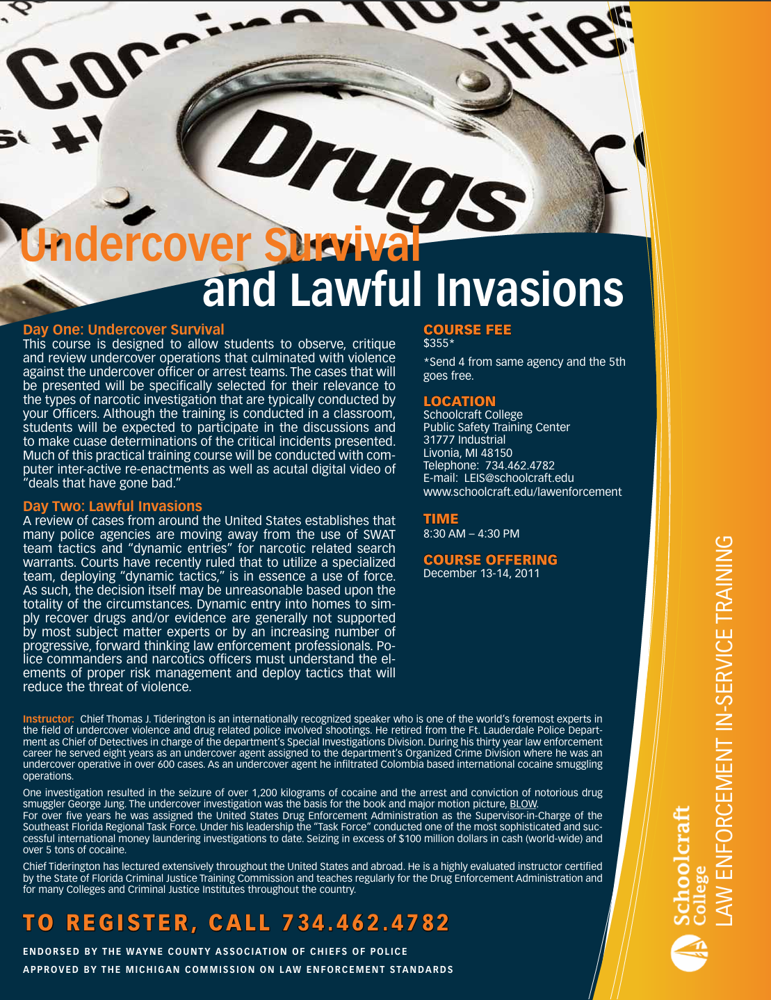 Cocaine
Drugs
Undercover Survival
and Lawful Invasions
Day One: Undercover Survival
This course is designed to allow students to observe, critique
and review undercover operations that culminated with violence
against the undercover officer or arrest teams. The cases that will
be presented will be specifically selected for their relevance to
the types of narcotic investigation that are typically conducted by
your Officers. Although the training is conducted in a classroom,
students will be expected to participate in the discussions and
to make cuase determinations of the critical incidents presented.
Much of this practical training course will be conducted with com-
puter inter-active re-enactments as well as acutal digital video of
“deals that have gone bad.”
Day Two: Lawful Invasions
A review of cases from around the United States establishes that
many police agencies are moving away from the use of SWAT
team tactics and “dynamic entries” for narcotic related search
warrants. Courts have recently ruled that to utilize a specialized
team, deploying “dynamic tactics,” is in essence a use of force.
As such, the decision itself may be unreasonable based upon the
totality of the circumstances. Dynamic entry into homes to sim-
ply recover drugs and/or evidence are generally not supported
by most subject matter experts or by an increasing number of
progressive, forward thinking law enforcement professionals. Po-
lice commanders and narcotics officers must understand the el-
ements of proper risk management and deploy tactics that will
reduce the threat of violence.
COURSE FEE
$355*
*Send 4 from same agency and the 5th
goes free.
LOCATION
Schoolcraft College
Public Safety Training Center
31777 Industrial
Livonia, MI 48150
Telephone: 734.462.4782
E-mail: LEIS@schoolcraft.edu
www.schoolcraft.edu/lawenforcement
TIME
8:30 AM – 4:30 PM
COURSE OFFERING
December 13-14, 2011
Instructor: Chief Thomas J. Tiderington is an internationally recognized speaker who is one of the world’s foremost experts in
the field of undercover violence and drug related police involved shootings. He retired from the Ft. Lauderdale Police Depart-
ment as Chief of Detectives in charge of the department’s Special Investigations Division. During his thirty year law enforcement
career he served eight years as an undercover agent assigned to the department’s Organized Crime Division where he was an
undercover operative in over 600 cases. As an undercover agent he infiltrated Colombia based international cocaine smuggling
operations.
One investigation resulted in the seizure of over 1,200 kilograms of cocaine and the arrest and conviction of notorious drug
smuggler George Jung. The undercover investigation was the basis for the book and major motion picture, BLOW.
For over five years he was assigned the United States Drug Enforcement Administration as the Supervisor-in-Charge of the
Southeast Florida Regional Task Force. Under his leadership the “Task Force” conducted one of the most sophisticated and suc-
cessful international money laundering investigations to date. Seizing in excess of $100 million dollars in cash (world-wide) and
over 5 tons of cocaine.
Chief Tiderington has lectured extensively throughout the United States and abroad. He is a highly evaluated instructor certified
by the State of Florida Criminal Justice Training Commission and teaches regularly for the Drug Enforcement Administration and
for many Colleges and Criminal Justice Institutes throughout the country.
TO REGISTER, CALL 734.462.4782
ENDORSED BY THE WAYNE COUNTY ASSOCIATION OF CHIEFS OF POLICE
APPROVED BY THE MICHIGAN COMMISSION ON LAW ENFORCEMENT STANDARDS
Schoolcraft
College
LAW ENFORCEMENT IN-SERVICE TRAINING